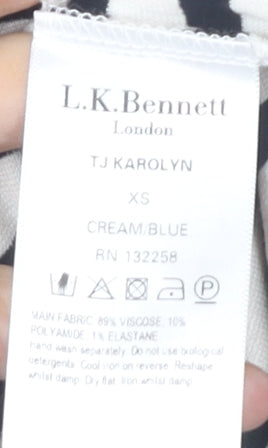 L.K.Bennett
London
TJ KAROLYN
XS
CREAM/BLUE
RN 132258
P
MAIN FABRIC: 89% VISCOSE, 10%
POLYAMIDE, 1% ELASTANE
Hand wash separately. Do not use biological
detergents. Cool iron on reverse. Reshape
whilst damp. Dry flat. Iron whilst damp.